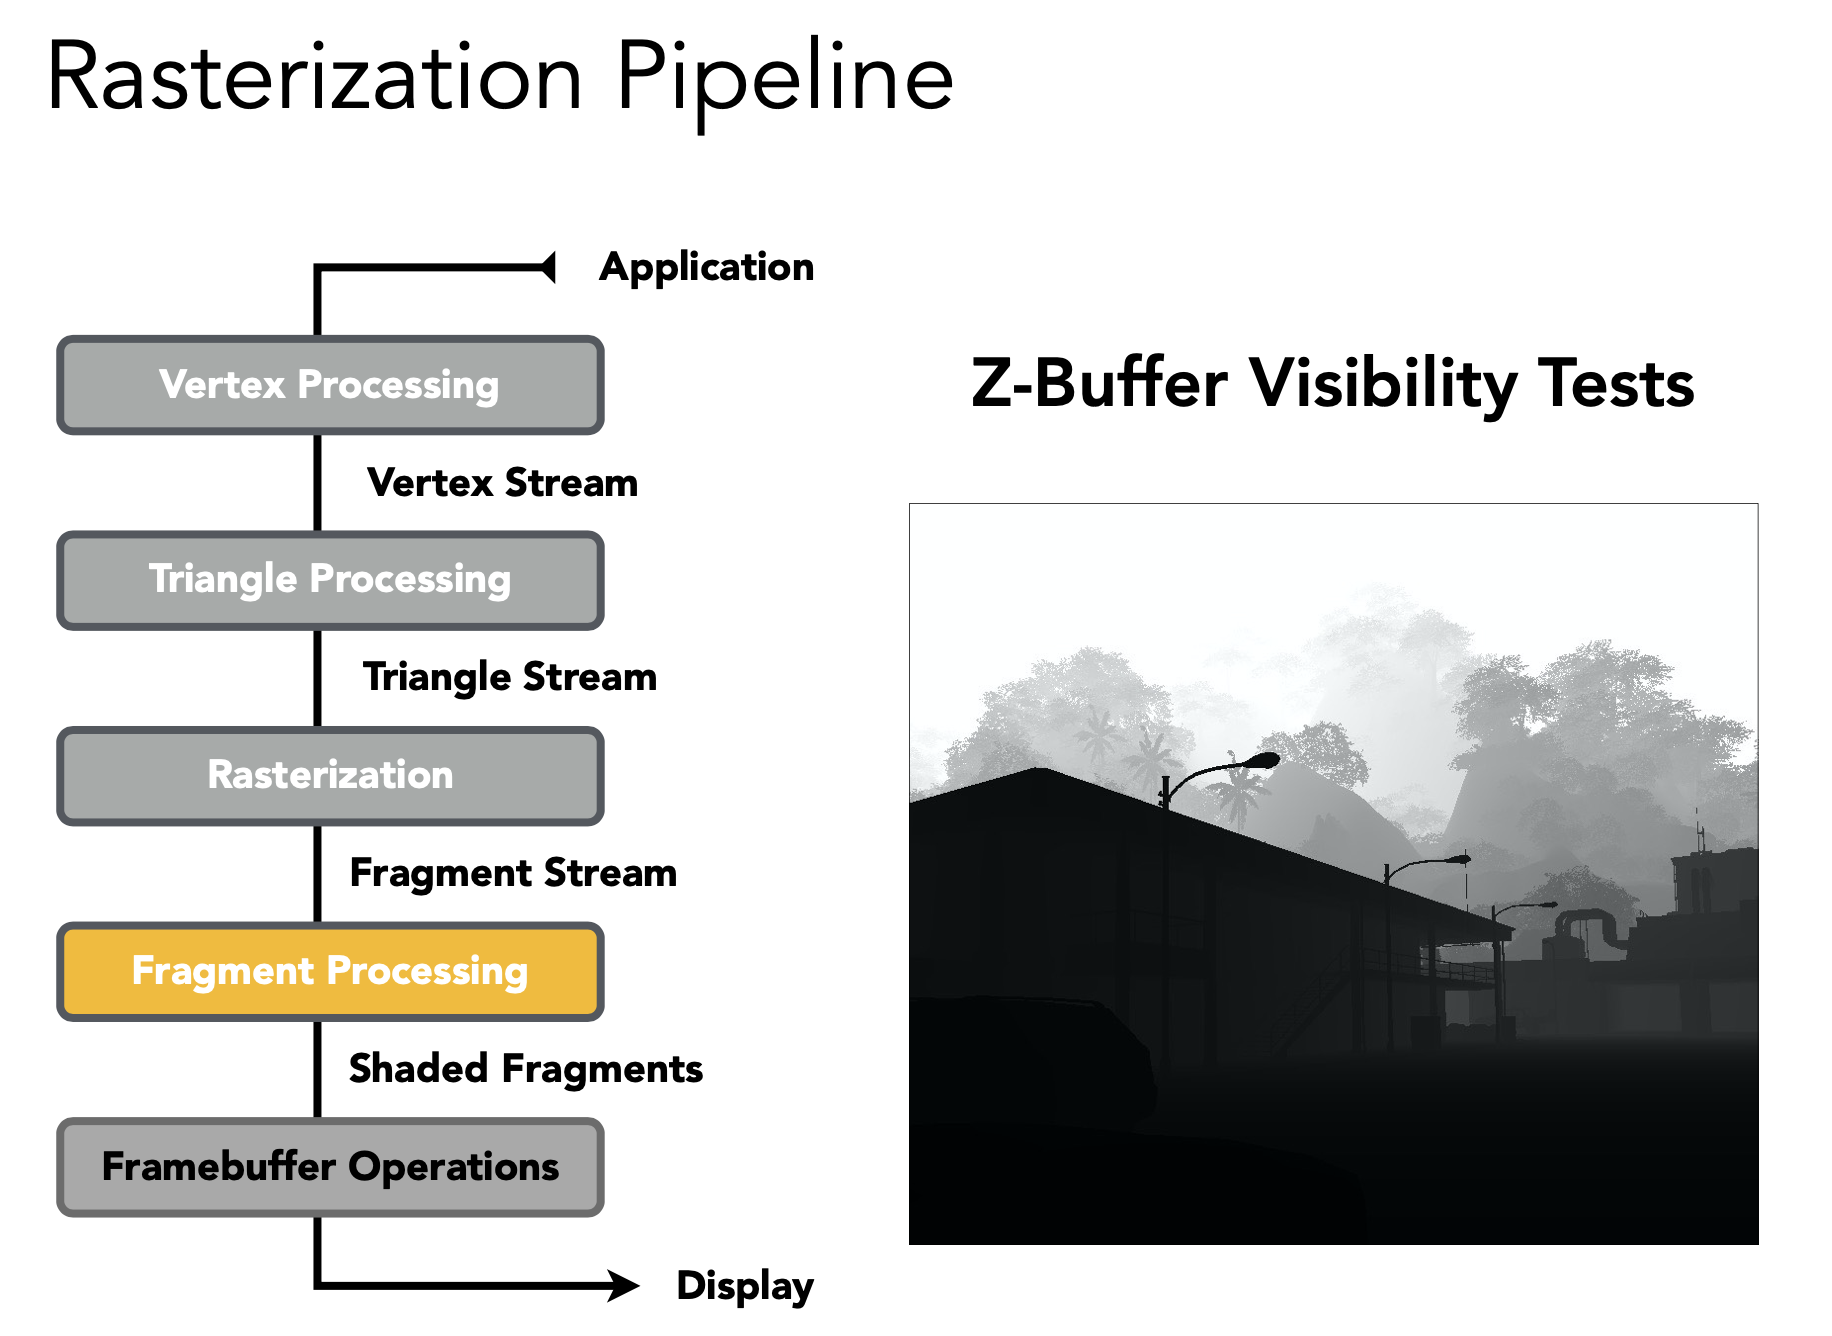 Rasterization Pipeline
Application
Vertex Processing
Vertex Stream
Triangle Processing
Triangle Stream
Rasterization
Fragment Stream
Fragment Processing
Shaded Fragments
Framebuffer Operations
Display
Z-Buffer Visibility Tests